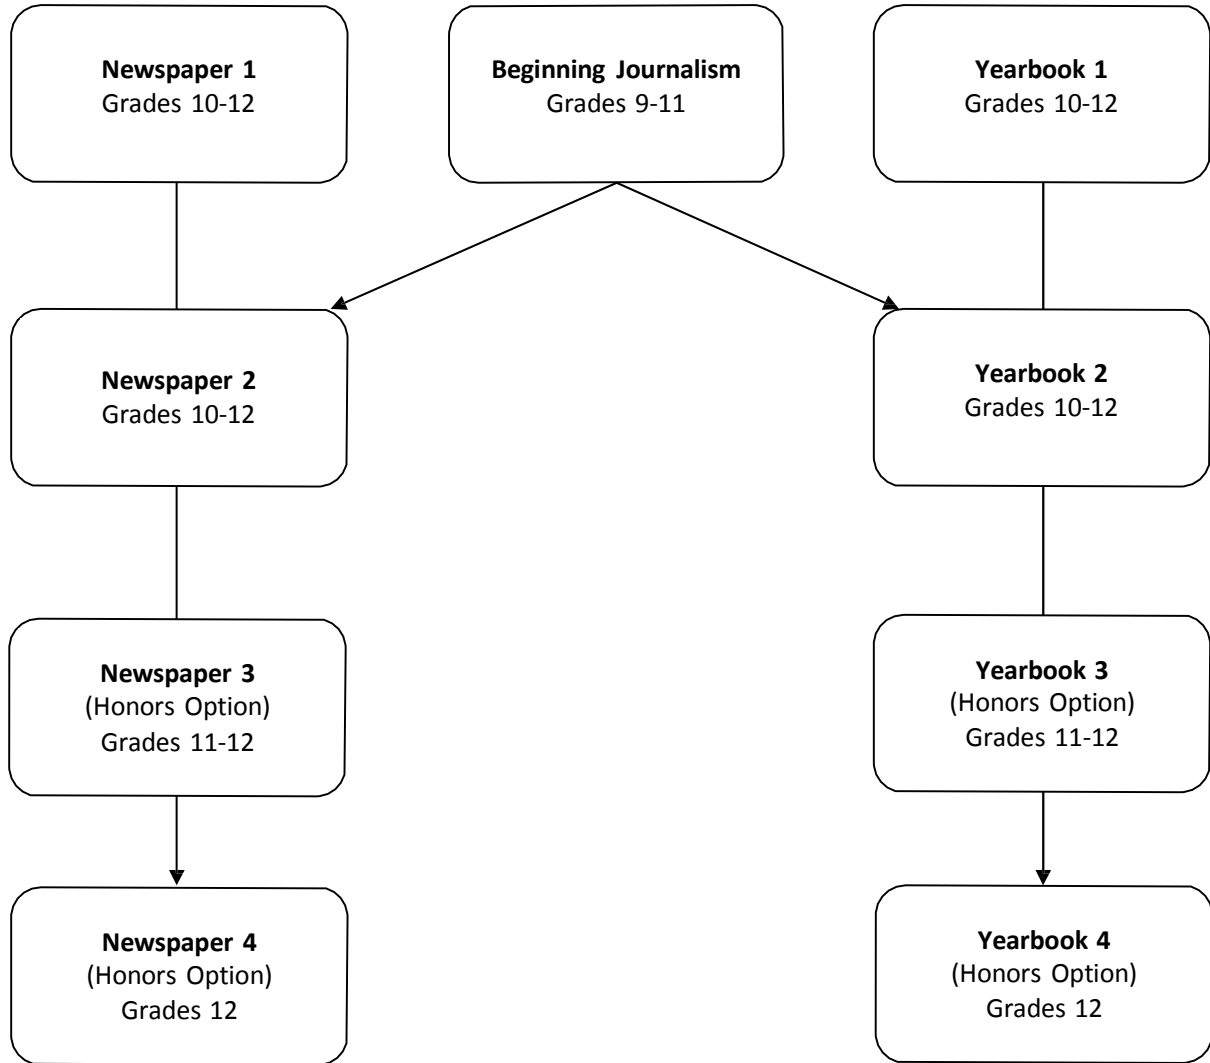 Newspaper 1
Grades 10-12
Beginning Journalism
Grades 9-11
Yearbook 1
Grades 10-12
Newspaper 2
Grades 10-12
Yearbook 2
Grades 10-12
Newspaper 3
(Honors Option)
Grades 11-12
Yearbook 3
(Honors Option)
Grades 11-12
Newspaper 4
(Honors Option)
Grades 12
Yearbook 4
(Honors Option)
Grades 12